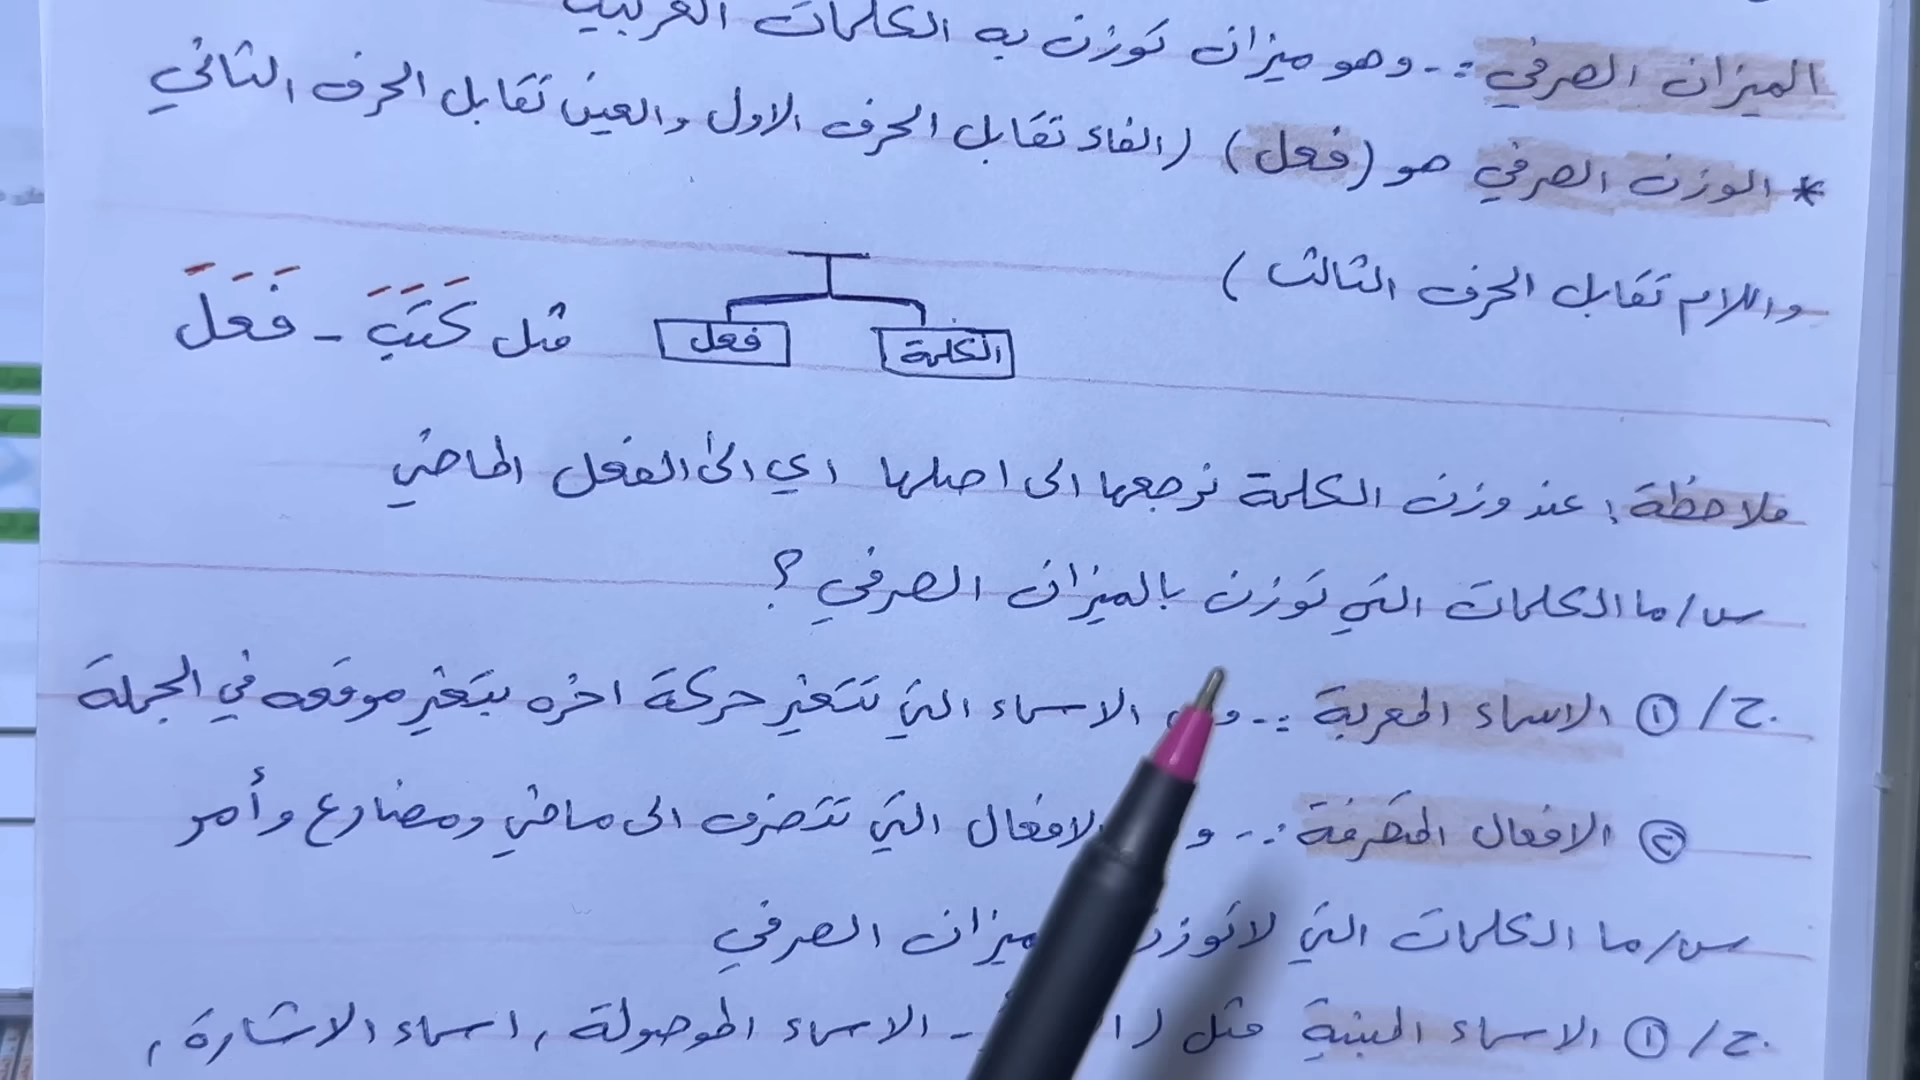 الميزان الصرفي :- وهو ميزان توزن به الكلمات العربية
* الوزن الصرفي هو (فعل) (الفاء تقابل الحرف الاول والعين تقابل الحرف الثاني
واللام تقابل الحرف الثالث)
الكلمة فعل مثل كَتَبَ - فَعَلَ
ملاحظة : عند وزن الكلمة نرجعها الى اصلها اي الى الفعل الماضي
س/ ما الكلمات التي توزن بالميزان الصرفي ؟
ج/ ① الاسماء المعربة :- الاسماء التي تتغير حركة اخره بتغير موقعه في الجملة
② الافعال المتصرفة :- الافعال التي تتصرف الى ماضي ومضارع وأمر
س/ ما الكلمات التي لا توزن الصرفي
ج/ ① الاسماء المبنية مثل ( - الاسماء الموصولة , اسماء الاشارة ,